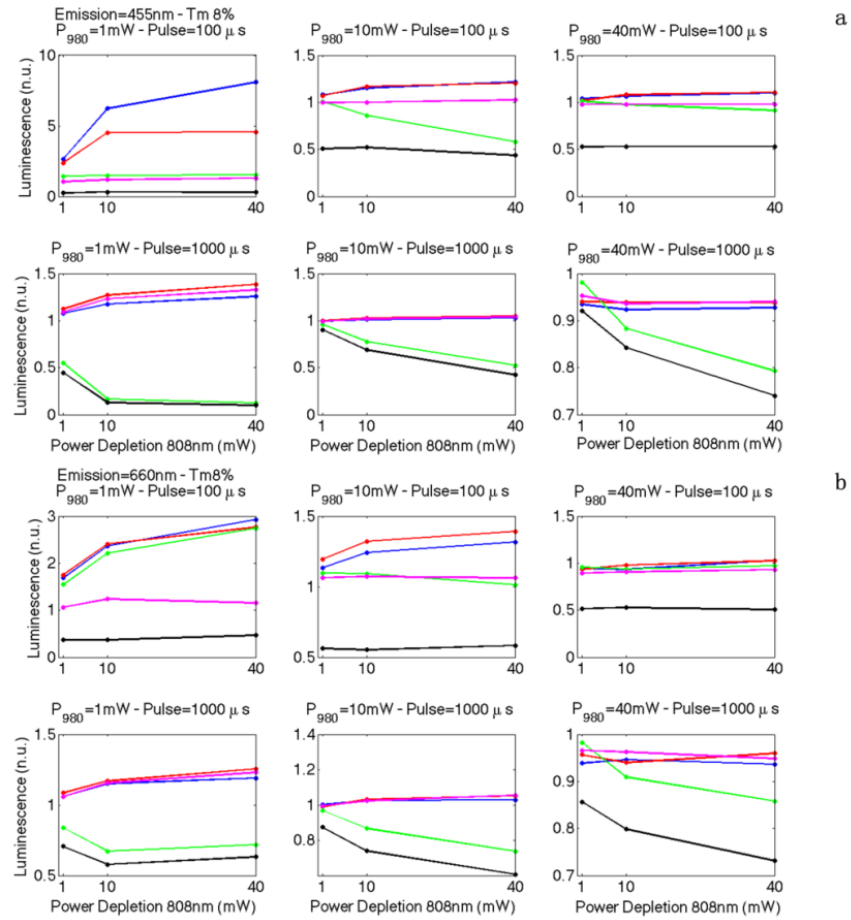 Emission=455nm - Tm 8%
a
P980=1mW - Pulse=100 μ s
P980=10mW - Pulse=100 μ s
P980=40mW - Pulse=100 μ s
Luminescence (n.u.)
10
5
0
1 10 40
1.5
1
0.5
0
1 10 40
1.5
1
0.5
0
1 10 40
P980=1mW - Pulse=1000 μ s
P980=10mW - Pulse=1000 μ s
P980=40mW - Pulse=1000 μ s
Luminescence (n.u.)
1.5
1
0.5
0
1 10 40
1.5
1
0.5
0
1 10 40
1
0.9
0.8
0.7
1 10 40
Power Depletion 808nm (mW)
Power Depletion 808nm (mW)
Power Depletion 808nm (mW)
Emission=660nm - Tm8%
b
P980=1mW - Pulse=100 μ s
P980=10mW - Pulse=100 μ s
P980=40mW - Pulse=100 μ s
Luminescence (n.u.)
3
2
1
0
1 10 40
1.5
1
0.5
1 10 40
1.5
1
0.5
0
1 10 40
P980=1mW - Pulse=1000 μ s
P980=10mW - Pulse=1000 μ s
P980=40mW - Pulse=1000 μ s
Luminescence (n.u.)
1.5
1
0.5
1 10 40
1.4
1.2
1
0.8
1 10 40
1
0.9
0.8
0.7
1 10 40
Power Depletion 808nm (mW)
Power Depletion 808nm (mW)
Power Depletion 808nm (mW)